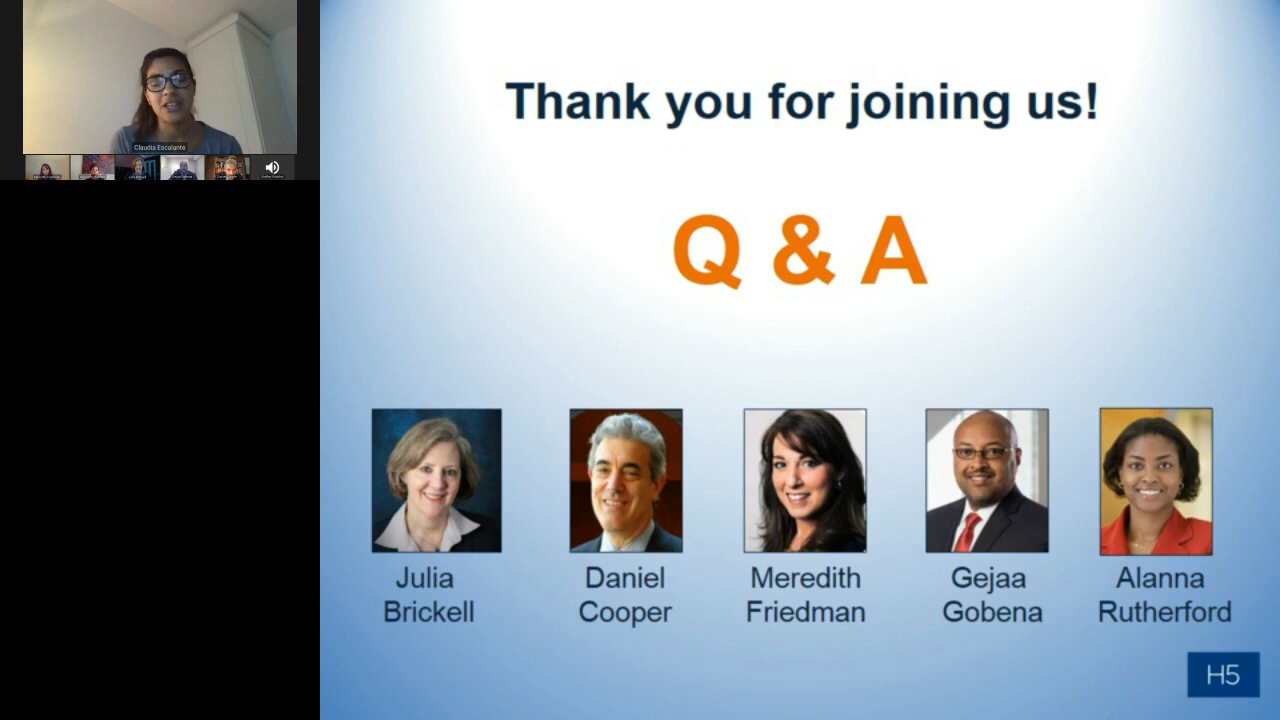 Claudia Escalante
Thank you for joining us!
Q & A
Julia
Brickell
Daniel
Cooper
Meredith
Friedman
Gejaa
Gobena
Alanna
Rutherford
H5